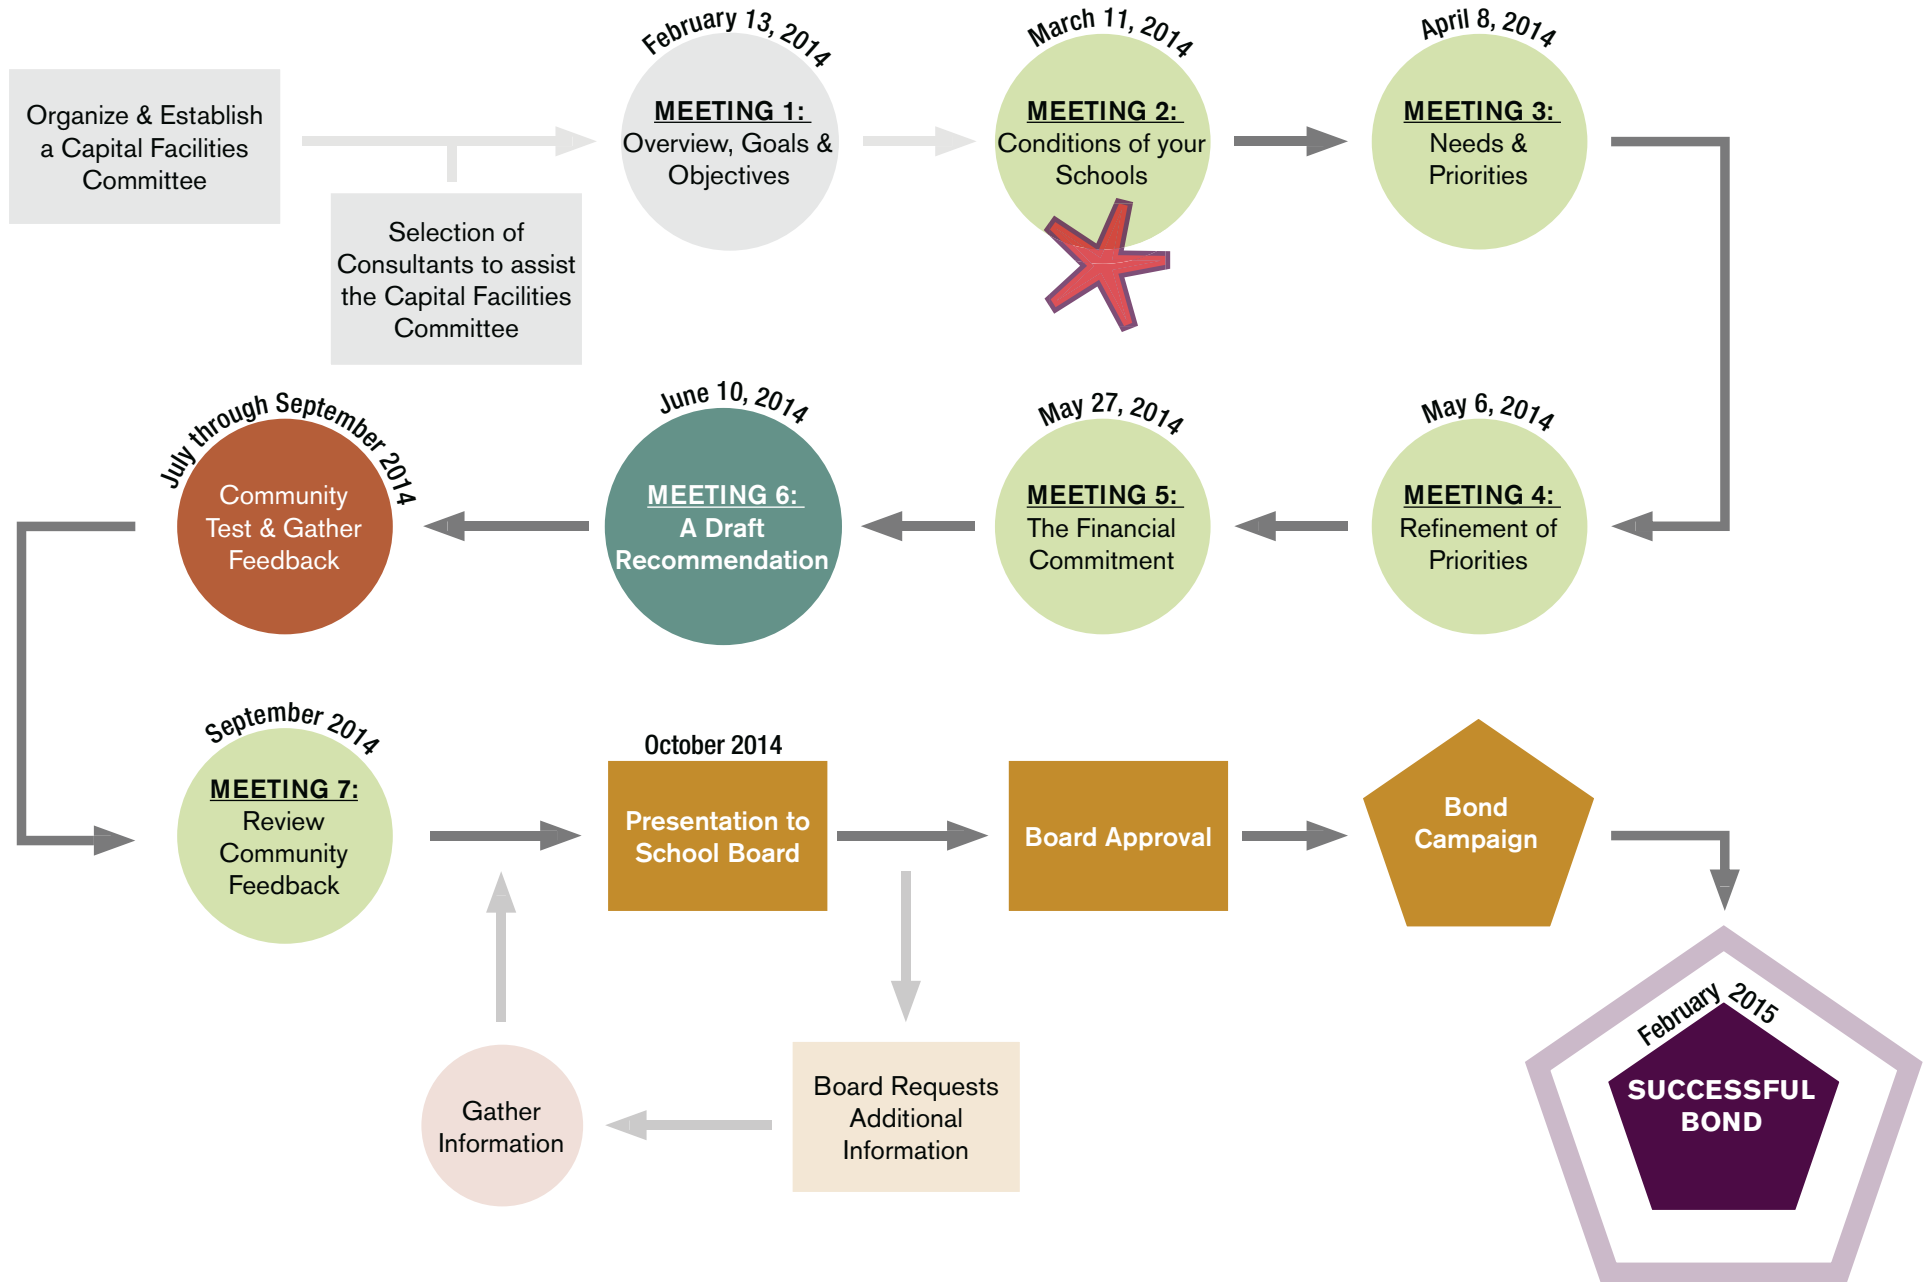 Organize & Establish
a Capital Facilities
Committee
Selection of
Consultants to assist
the Capital Facilities
Committee
February 13, 2014
MEETING 1:
Overview, Goals &
Objectives
March 11, 2014
MEETING 2:
Conditions of your
Schools
April 8, 2014
MEETING 3:
Needs &
Priorities
May 6, 2014
MEETING 4:
Refinement of
Priorities
May 27, 2014
MEETING 5:
The Financial
Commitment
June 10, 2014
MEETING 6:
A Draft
Recommendation
July through September 2014
Community
Test & Gather
Feedback
September 2014
MEETING 7:
Review
Community
Feedback
October 2014
Presentation to
School Board
Board Approval
Bond
Campaign
Board Requests
Additional
Information
Gather
Information
February 2015
SUCCESSFUL
BOND